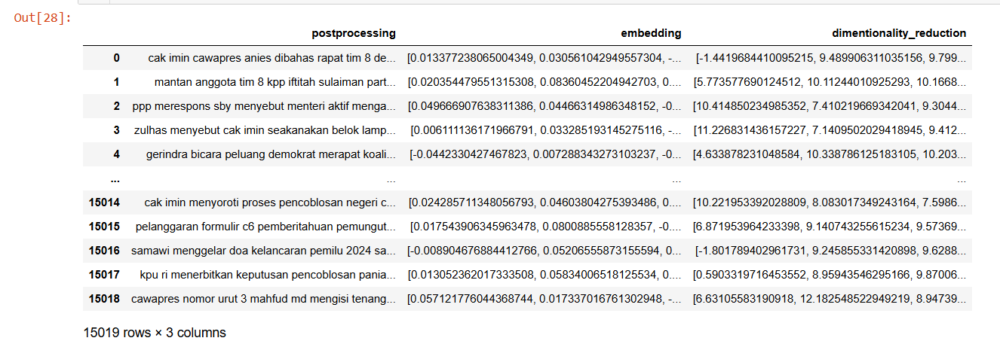 Out[28]:
postprocessing embedding dimentionality_reduction
0 cak imin cawapres anies dibahas rapat tim 8 de... [0.013377238065004349, 0.030561042949557304, -... [-1.4419684410095215, 9.489906311035156, 9.799...
1 mantan anggota tim 8 kpp iftitah sulaiman part... [0.020354479551315308, 0.08360452204942703, 0.... [5.773577690124512, 10.11244010925293, 10.1668...
2 ppp merespons sby menyebut menteri aktif menga... [0.049666907638311386, 0.04466314986348152, -0... [10.414850234985352, 7.410219669342041, 9.3044...
3 zulhas menyebut cak imin seakanakan belok lamp... [0.006111136171966791, 0.033285193145275116, -... [11.226831436157227, 7.1409502029418945, 9.412...
4 gerindra bicara peluang demokrat merapat koali... [-0.0442330427467823, 0.007288343273103237, -0... [4.633878231048584, 10.338786125183105, 10.203...
... ... ... ...
15014 cak imin menyoroti proses pencoblosan negeri c... [0.024285711348056793, 0.04603804275393486, 0.... [10.221953392028809, 8.083017349243164, 7.5986...
15015 pelanggaran formulir c6 pemberitahuan pemungut... [0.017543906345963478, 0.0800885558128357, -0.... [6.871953964233398, 9.140743255615234, 9.57369...
15016 samawi menggelar doa kelancaran pemilu 2024 sa... [-0.008904676884412766, 0.05206555873155594, 0.... [-1.801789402961731, 9.245855331420898, 9.6288...
15017 kpu ri menerbitkan keputusan pencoblosan pania... [0.013052362017333508, 0.05834006518125534, 0.... [0.5903319716453552, 8.95943546295166, 9.87006...
15018 cawapres nomor urut 3 mahfud md mengisi tenang... [0.057121776044368744, 0.017337016761302948, -... [6.63105583190918, 12.182548522949219, 8.94739...
15019 rows × 3 columns